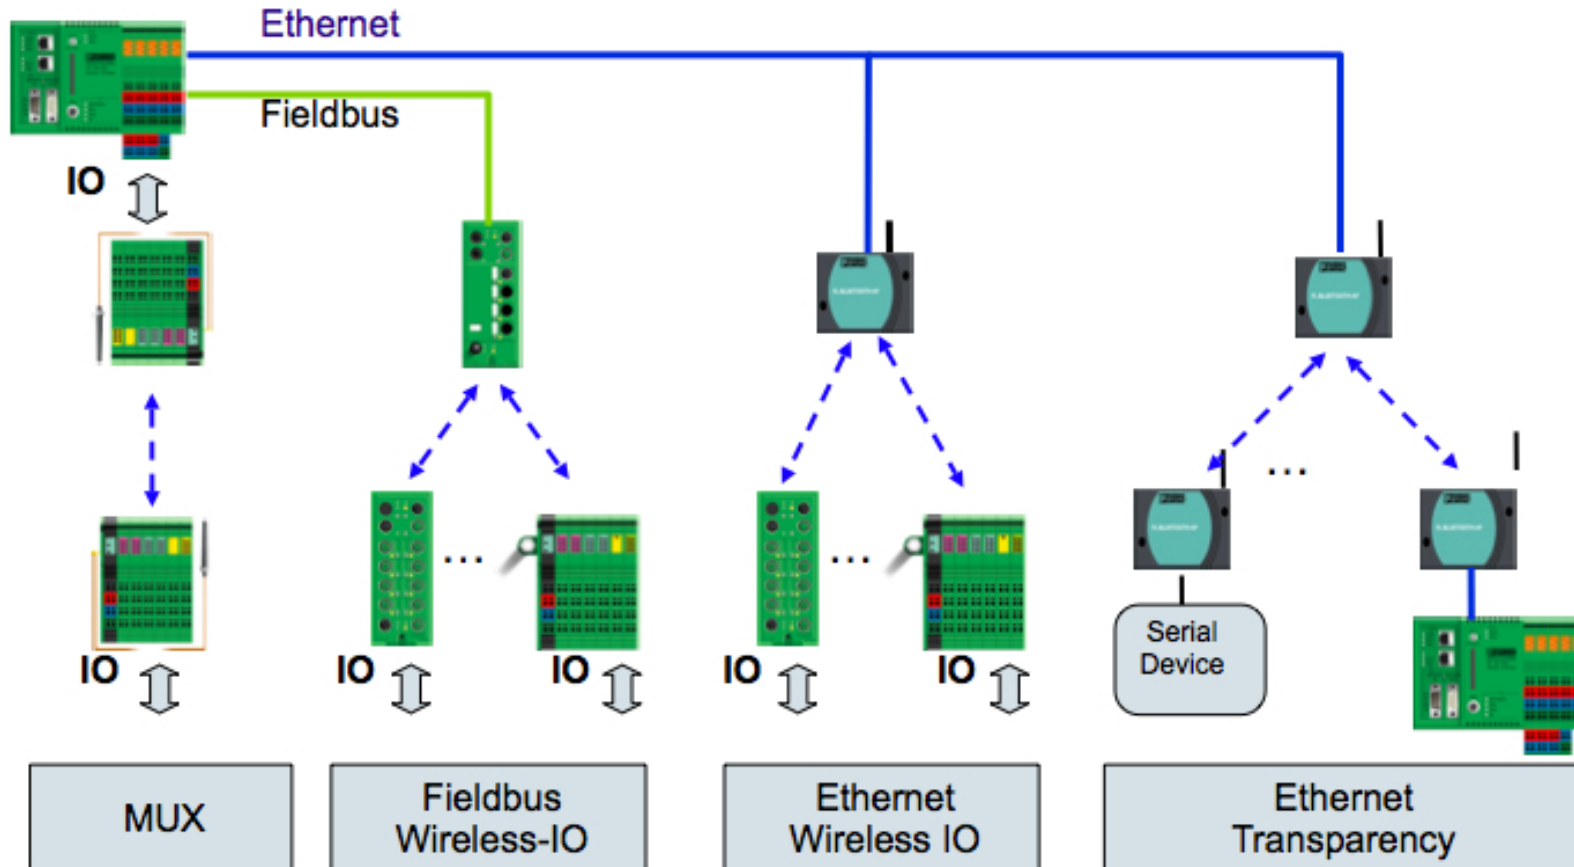 Ethernet
Fieldbus
IO
...
...
...
Serial
Device
IO
IO
IO
IO
IO
MUX
Fieldbus
Wireless-IO
Ethernet
Wireless IO
Ethernet
Transparency